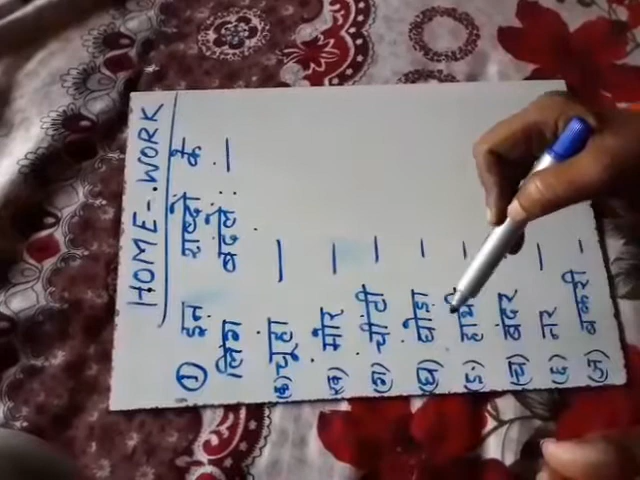 HOME-.WORK
① इन शब्दों के
लिंग बदले : —
(क) चूहा —
(ख) मोर —
(ग) चींटी —
(घ) घोड़ा —
(ङ) हाथी —
(च) बंदर —
(छ) नर —
(ज) बकरी —